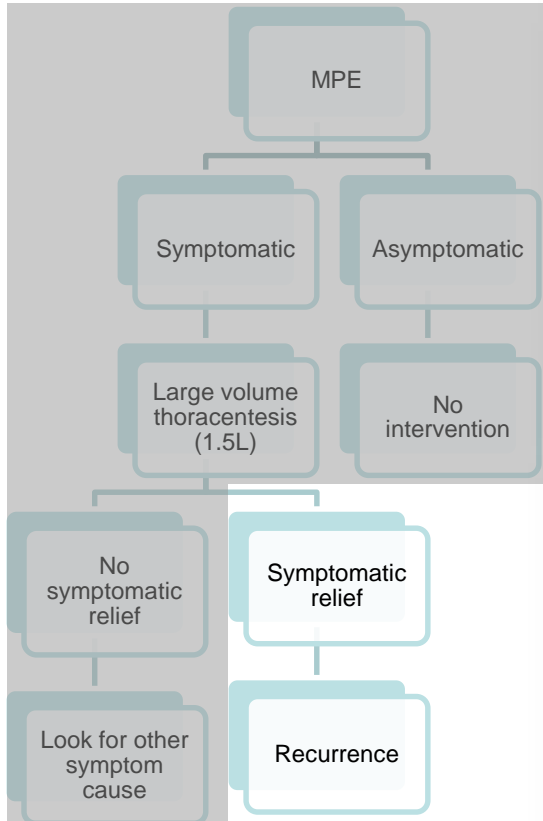 MPE
Symptomatic
Asymptomatic
Large volume
thoracentesis
(1.5L)
No
intervention
No
symptomatic
relief
Symptomatic
relief
Look for other
symptom
cause
Recurrence